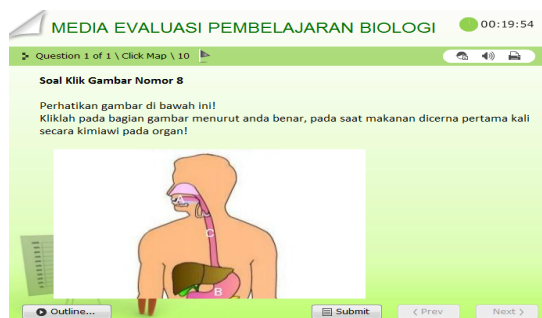 MEDIA EVALUASI PEMBELAJARAN BIOLOGI
00:19:54
Question 1 of 1 \ Click Map \ 10
Soal Klik Gambar Nomor 8
Perhatikan gambar di bawah ini!
Kliklah pada bagian gambar menurut anda benar, pada saat makanan dicerna pertama kali
secara kimiawi pada organ!
A
C
B
Outline...
Submit
< Prev
Next >